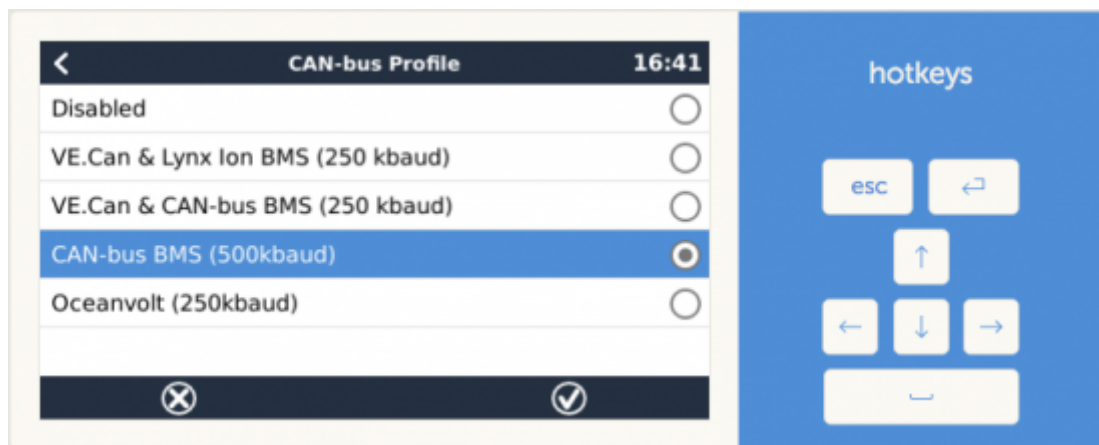 CAN-bus Profile 16:41
Disabled
VE.Can & Lynx Ion BMS (250 kbaud)
VE.Can & CAN-bus BMS (250 kbaud)
CAN-bus BMS (500kbaud)
Oceanvolt (250kbaud)
hotkeys
esc